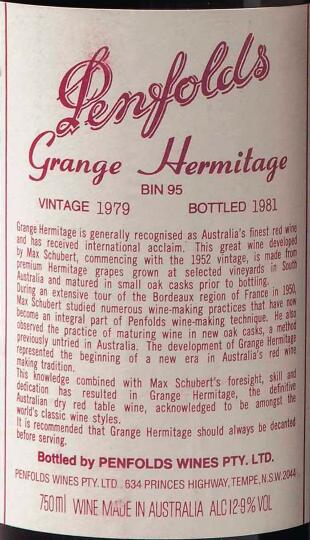 Penfolds
Grange Hermitage
BIN 95
VINTAGE 1979 BOTTLED 1981
Grange Hermitage is generally recognised as Australia's finest red wine
and has received international acclaim. This great wine developed
by Max Schubert, commencing with the 1952 vintage, is made from
premium Hermitage grapes grown at selected vineyards in South
Australia and matured in small oak casks prior to bottling.
During an extensive tour of the Bordeaux region of France in 1950,
Max Schubert studied numerous wine-making practices that have now
become an integral part of Penfolds wine-making technique. He also
observed the practice of maturing wine in new oak casks, a method
previously untried in Australia. The development of Grange Hermitage
represented the beginning of a new era in Australia's red wine
making tradition.
This knowledge combined with Max Schubert's foresight, skill and
dedication has resulted in Grange Hermitage, the definitive
Australian dry red table wine, acknowledged to be amongst the
world's classic wine styles.
It is recommended that Grange Hermitage should always be decanted
before serving.
Bottled by PENFOLDS WINES PTY. LTD.
PENFOLDS WINES PTY. LTD. 634 PRINCES HIGHWAY, TEMPE, N.S.W. 2044
750ml WINE MADE IN AUSTRALIA ALC 12·9% VOL